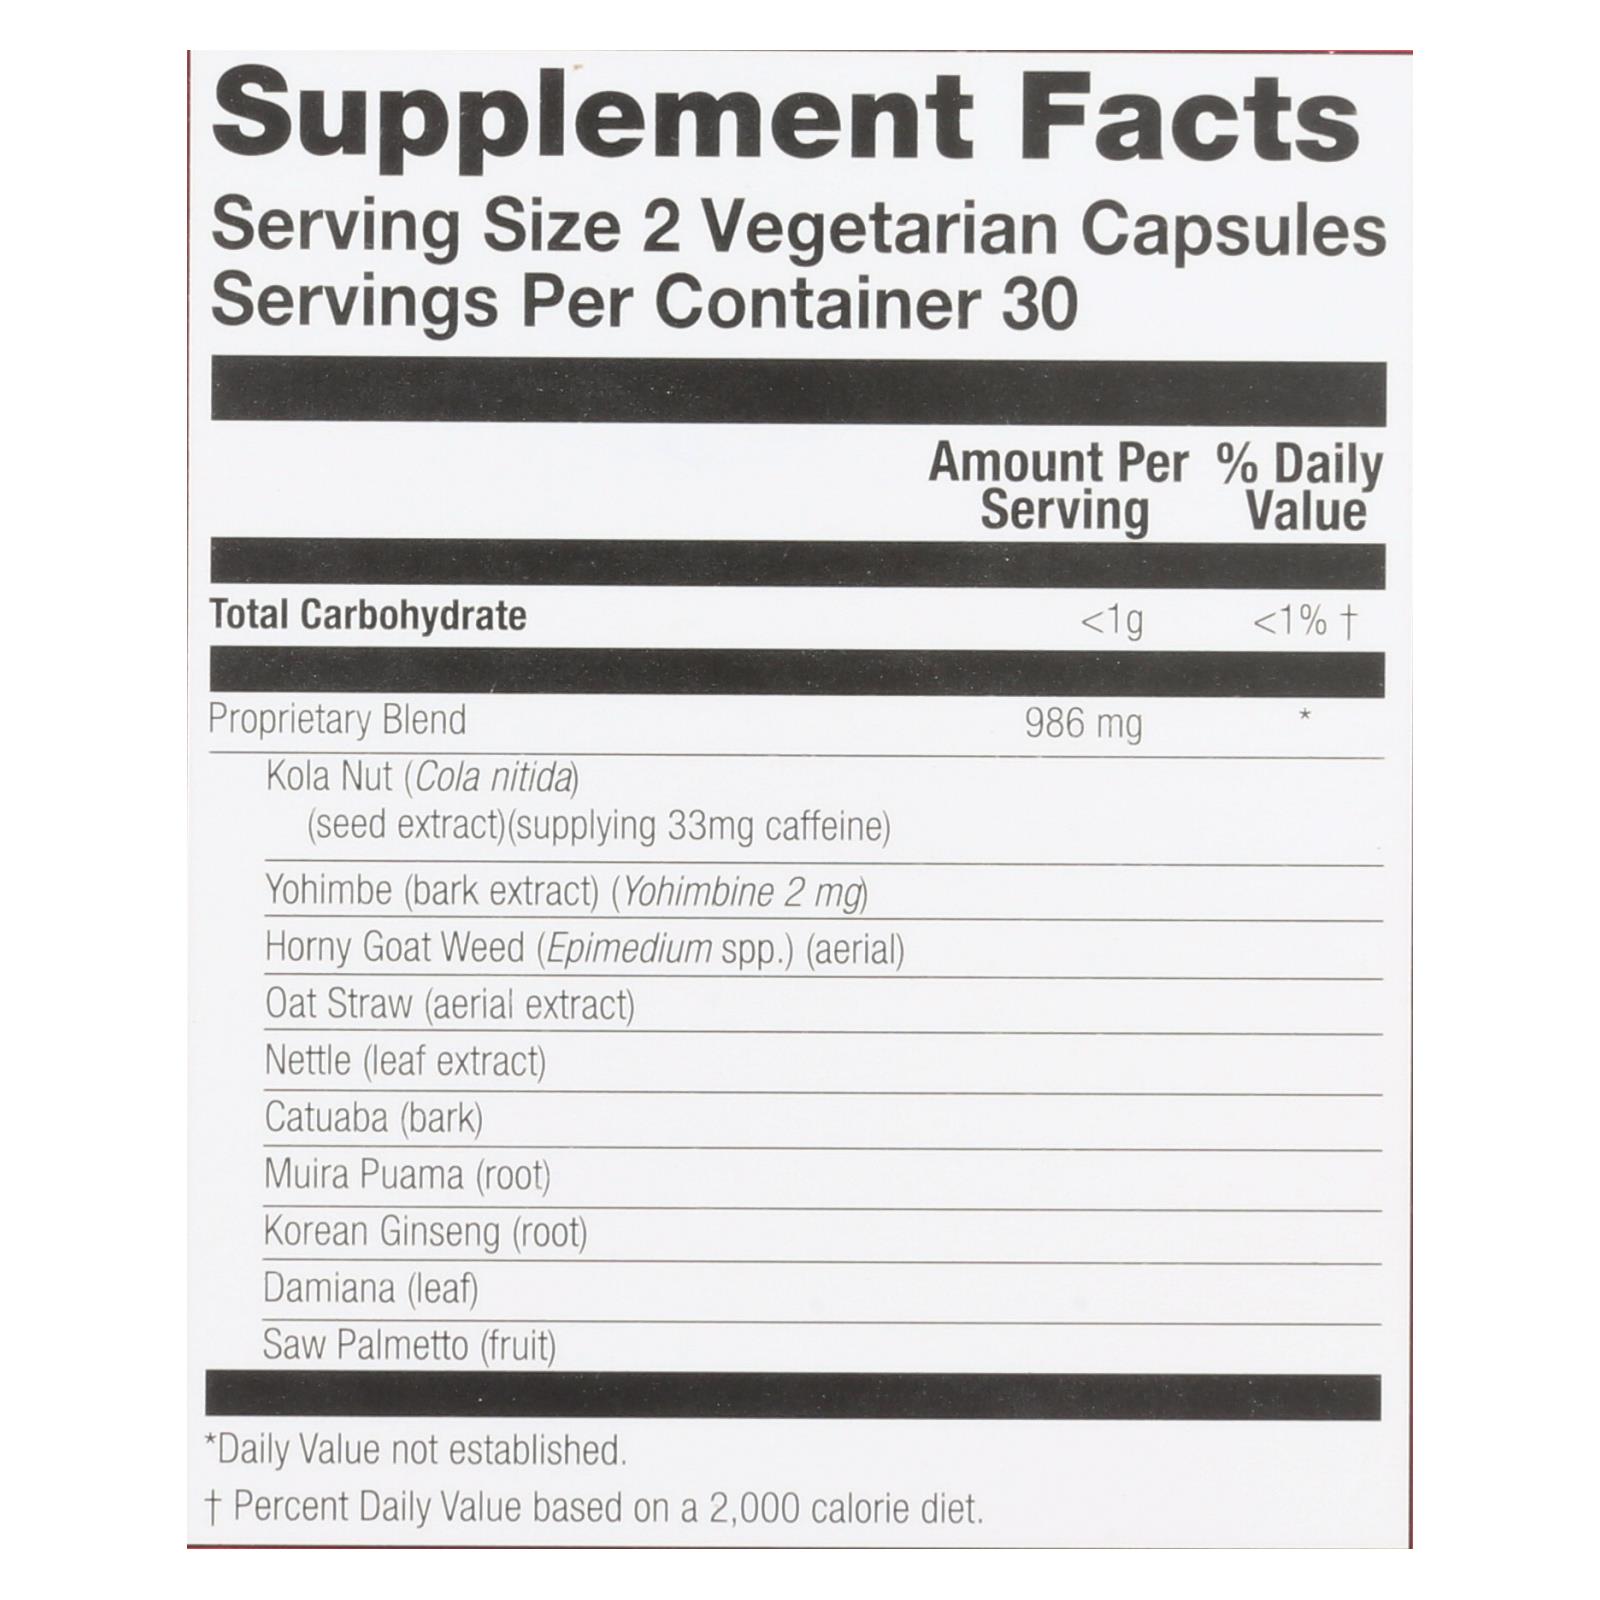 Supplement Facts
Serving Size 2 Vegetarian Capsules
Servings Per Container 30
Amount Per % Daily
Serving Value
Total Carbohydrate <1g <1% †
Proprietary Blend 986 mg *
Kola Nut (Cola nitida)
(seed extract)(supplying 33mg caffeine)
Yohimbe (bark extract) (Yohimbine 2 mg)
Horny Goat Weed (Epimedium spp.) (aerial)
Oat Straw (aerial extract)
Nettle (leaf extract)
Catuaba (bark)
Muira Puama (root)
Korean Ginseng (root)
Damiana (leaf)
Saw Palmetto (fruit)
*Daily Value not established.
† Percent Daily Value based on a 2,000 calorie diet.